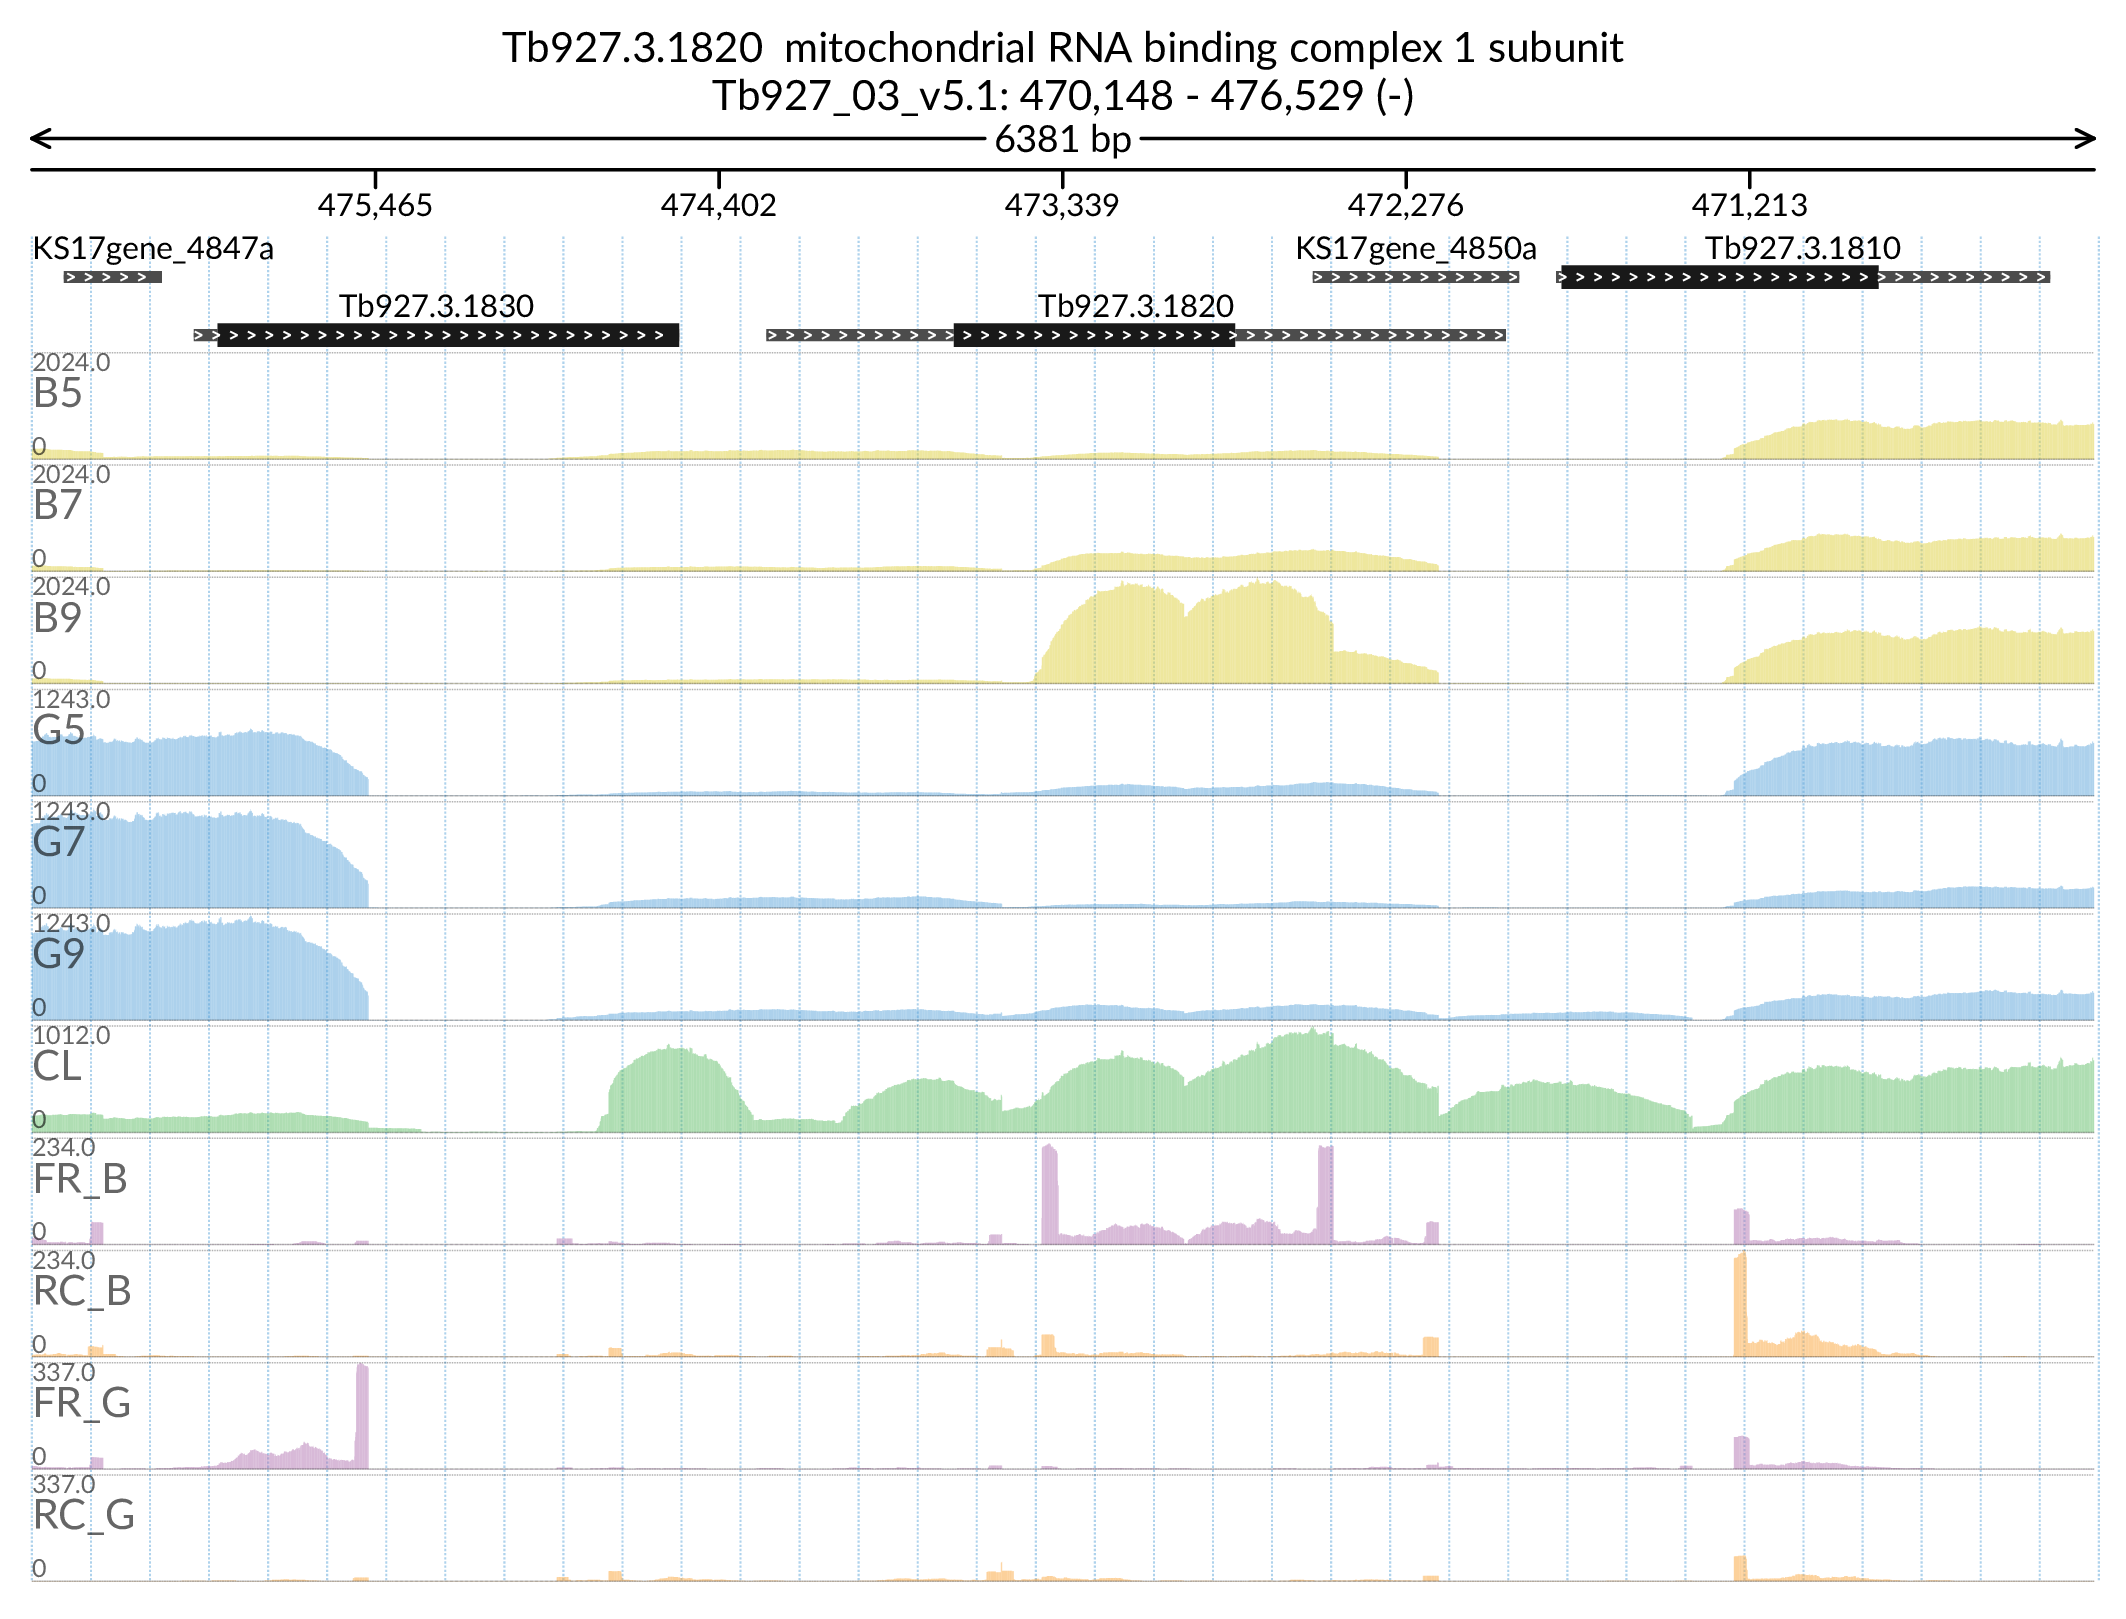 Tb927.3.1820  mitochondrial RNA binding complex 1 subunit
Tb927_03_v5.1: 470,148 - 476,529 (-)
6381 bp
475,465 474,402 473,339 472,276 471,213
KS17gene_4847a KS17gene_4850a Tb927.3.1810
Tb927.3.1830 Tb927.3.1820
2024.0
B5
0
2024.0
B7
0
2024.0
B9
0
1243.0
G5
0
1243.0
G7
0
1243.0
G9
0
1012.0
CL
0
234.0
FR_B
0
234.0
RC_B
0
337.0
FR_G
0
337.0
RC_G
0